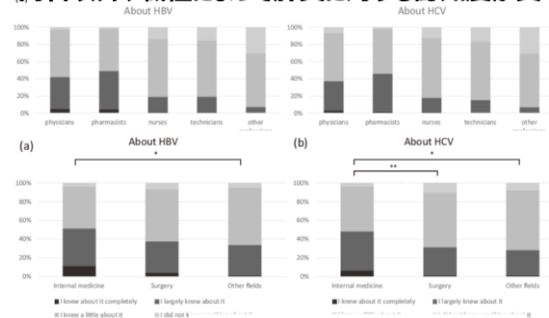 About HBV
100%
80%
60%
40%
20%
0%
physicians
pharmacists
nurses
technicians
other
About HCV
100%
80%
60%
40%
20%
0%
physicians
pharmacists
nurses
technicians
other
(a)
About HBV
*
100%
80%
60%
40%
20%
0%
Internal medicine
Surgery
Other fields
I knew about it completely
I largely knew about it
I knew a little about it
I did not
(b)
About HCV
*
**
100%
80%
60%
40%
20%
0%
Internal medicine
Surgery
Other fields
I knew about it completely
I largely knew about it